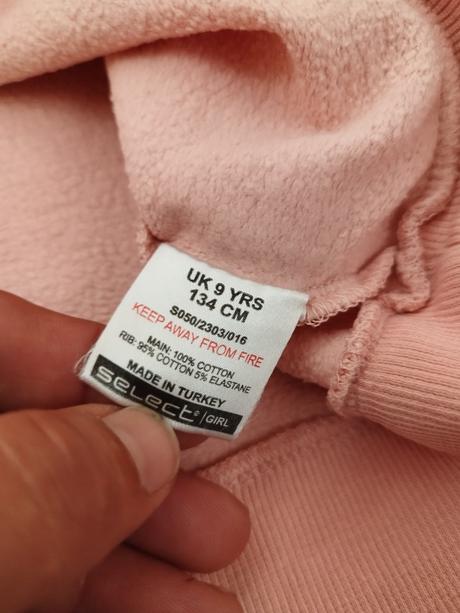 UK 9 YRS
134 CM
S050/2303/016
KEEP AWAY FROM FIRE
MAIN: 100% COTTON
RIB: 95% COTTON 5% ELASTANE
MADE IN TURKEY
select® | GIRL